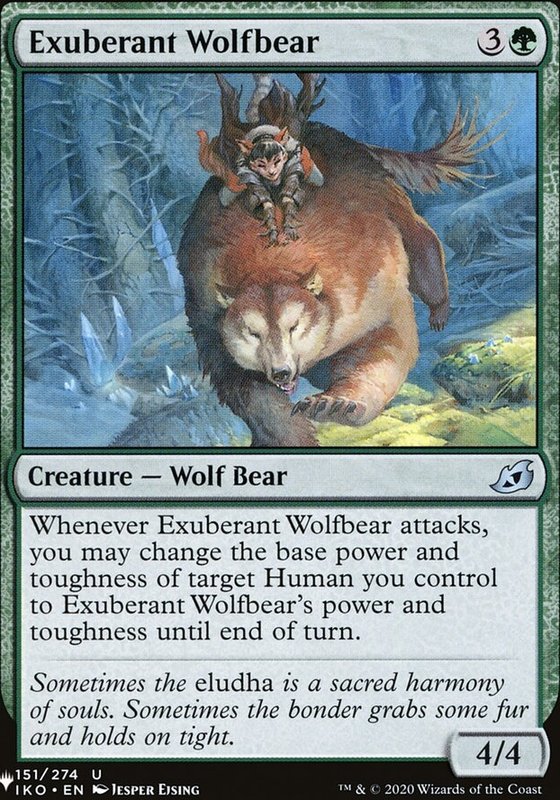 Exuberant Wolfbear 3
Creature — Wolf Bear
Whenever Exuberant Wolfbear attacks,
you may change the base power and
toughness of target Human you control
to Exuberant Wolfbear's power and
toughness until end of turn.
Sometimes the eludha is a sacred harmony
of souls. Sometimes the bonder grabs some fur
and holds on tight.
4/4
151/274 U
IKO • EN Jesper Eising
™ & © 2020 Wizards of the Coast